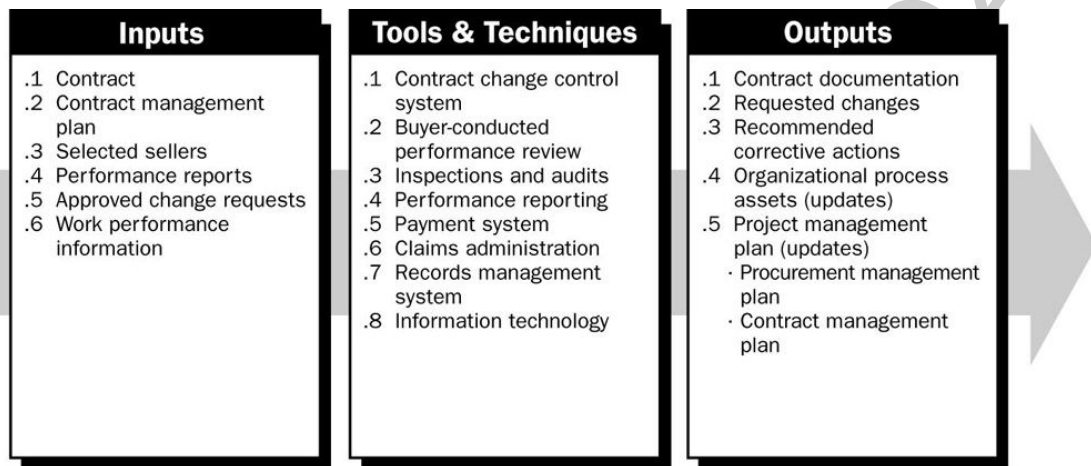 Inputs
.1 Contract
.2 Contract management
plan
.3 Selected sellers
.4 Performance reports
.5 Approved change requests
.6 Work performance
information
Tools & Techniques
.1 Contract change control
system
.2 Buyer-conducted
performance review
.3 Inspections and audits
.4 Performance reporting
.5 Payment system
.6 Claims administration
.7 Records management
system
.8 Information technology
Outputs
.1 Contract documentation
.2 Requested changes
.3 Recommended
corrective actions
.4 Organizational process
assets (updates)
.5 Project management
plan (updates)
· Procurement management
plan
· Contract management
plan